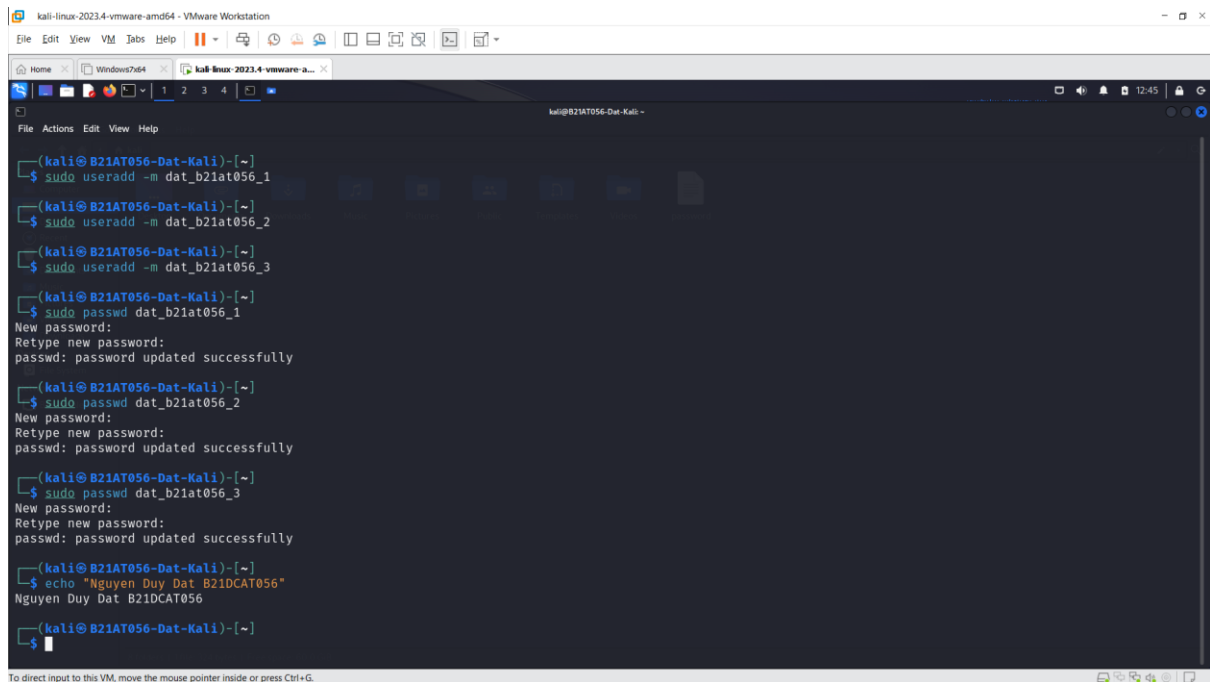 kali-linux-2023.4-vmware-amd64 - VMware Workstation
File Edit View VM Tabs Help
Home Windows7x64 kali-linux-2023.4-vmware-a...
1 2 3 4 12:45
kali@B21AT056-Dat-Kali: ~
File Actions Edit View Help
(kali㉿B21AT056-Dat-Kali)-[~]
$ sudo useradd -m dat_b21at056_1
(kali㉿B21AT056-Dat-Kali)-[~]
$ sudo useradd -m dat_b21at056_2
(kali㉿B21AT056-Dat-Kali)-[~]
$ sudo useradd -m dat_b21at056_3
(kali㉿B21AT056-Dat-Kali)-[~]
$ sudo passwd dat_b21at056_1
New password:
Retype new password:
passwd: password updated successfully
(kali㉿B21AT056-Dat-Kali)-[~]
$ sudo passwd dat_b21at056_2
New password:
Retype new password:
passwd: password updated successfully
(kali㉿B21AT056-Dat-Kali)-[~]
$ sudo passwd dat_b21at056_3
New password:
Retype new password:
passwd: password updated successfully
(kali㉿B21AT056-Dat-Kali)-[~]
$ echo "Nguyen Duy Dat B21DCAT056"
Nguyen Duy Dat B21DCAT056
(kali㉿B21AT056-Dat-Kali)-[~]
$
To direct input to this VM, move the mouse pointer inside or press Ctrl+G.